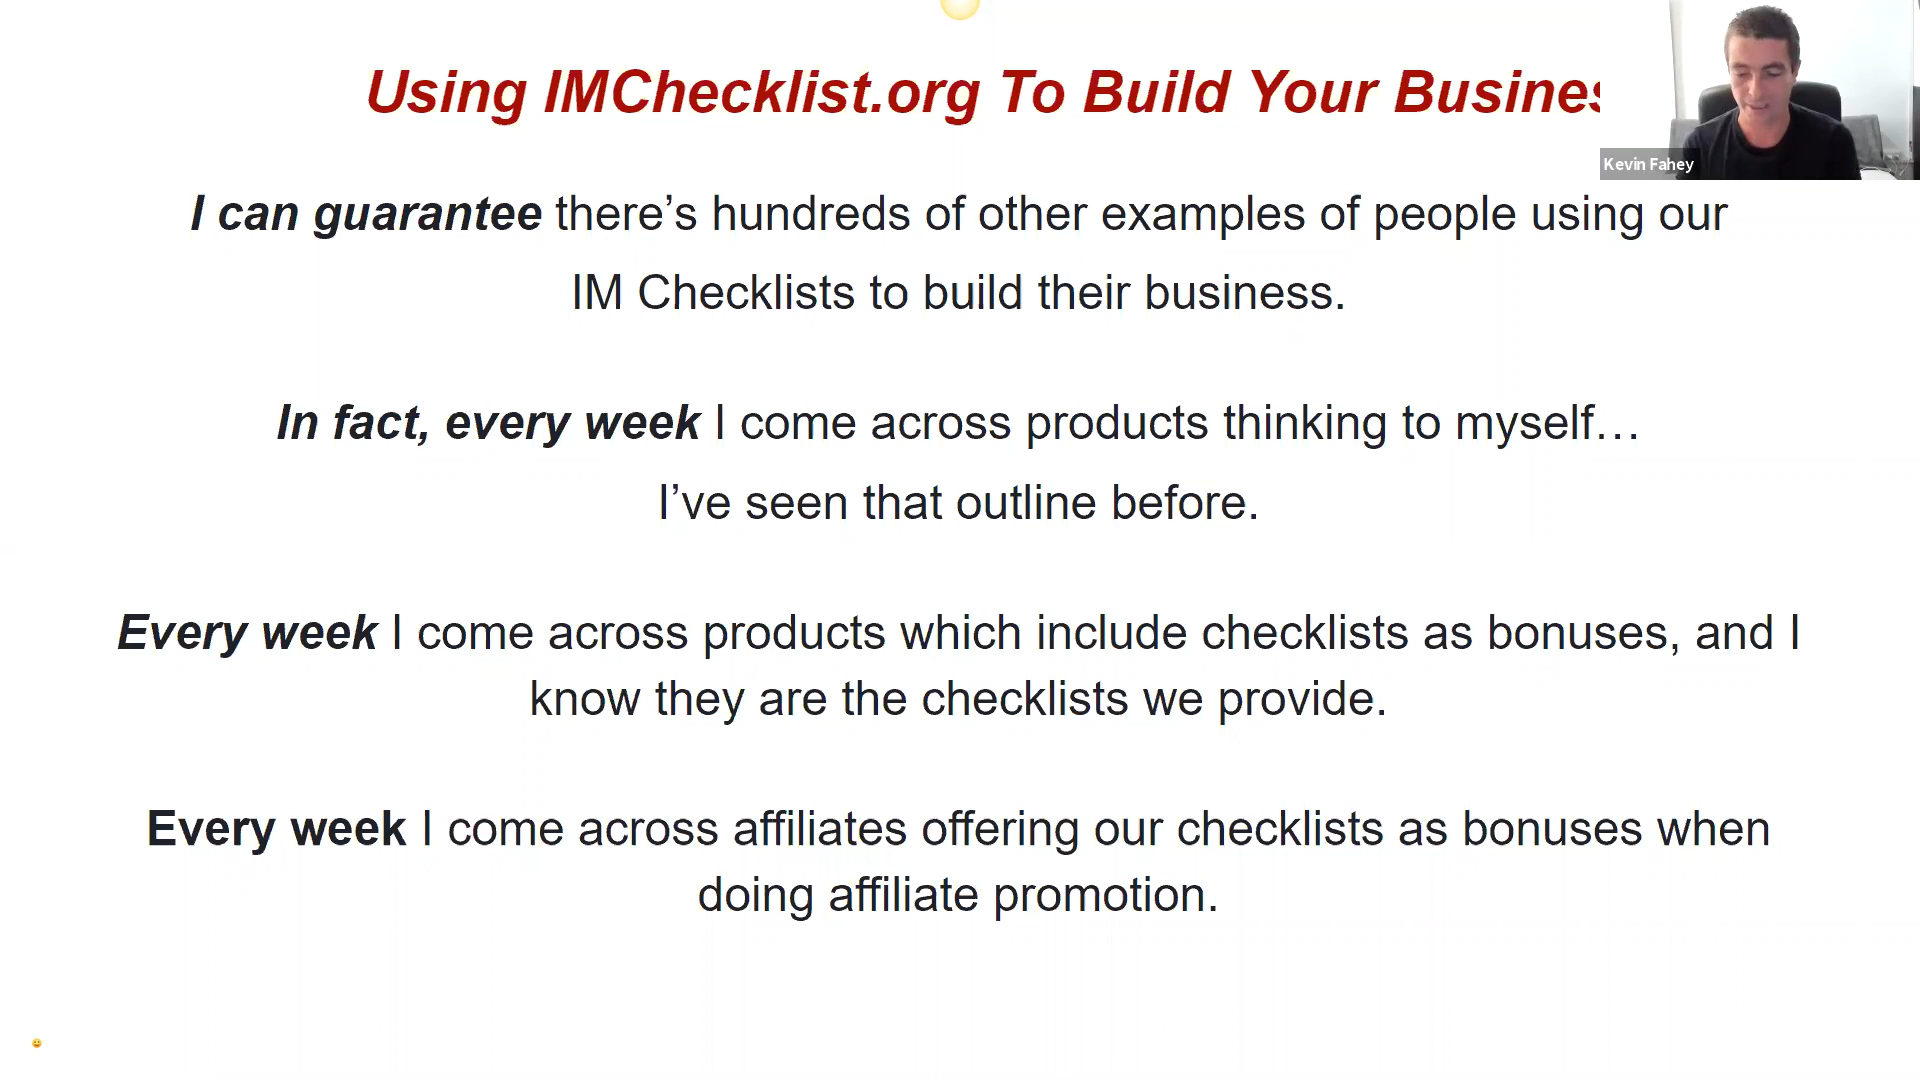 Using IMChecklist.org To Build Your Busines
Kevin Fahey
I can guarantee there’s hundreds of other examples of people using our
IM Checklists to build their business.
In fact, every week I come across products thinking to myself…
I’ve seen that outline before.
Every week I come across products which include checklists as bonuses, and I
know they are the checklists we provide.
Every week I come across affiliates offering our checklists as bonuses when
doing affiliate promotion.